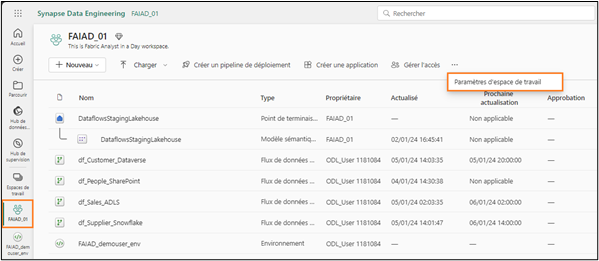 Synapse Data Engineering FAIAD_01
Rechercher
Accueil
Créer
Parcourir
Hub de
données...
Hub de
supervision
Espaces de
travail
FAIAD_01
FAIAD_dem
ouser_env
FAIAD_01
This is Fabric Analyst in a Day workspace.
+ Nouveau Charger Créer un pipeline de déploiement Créer une application Gérer l'accès ...
Paramètres d'espace de travail
Nom Type Propriétaire Actualisé Prochaine actualisation Approbation
DataflowsStagingLakehouse Point de terminais... FAIAD_01 — Non applicable —
DataflowsStagingLakehouse Modèle sémantiq... FAIAD_01 02/01/24 16:45:41 Non applicable —
df_Customer_Dataverse Flux de données ... ODL_User 1181084 05/01/24 14:03:35 05/01/24 20:00:00 —
df_People_SharePoint Flux de données ... ODL_User 1181084 04/01/24 14:30:38 Non applicable —
df_Sales_ADLS Flux de données ... ODL_User 1181084 05/01/24 02:03:35 06/01/24 02:00:00 —
df_Supplier_Snowflake Flux de données ... ODL_User 1181084 05/01/24 14:01:47 06/01/24 14:00:00 —
FAIAD_demouser_env Environnement ODL_User 1181084 — — —